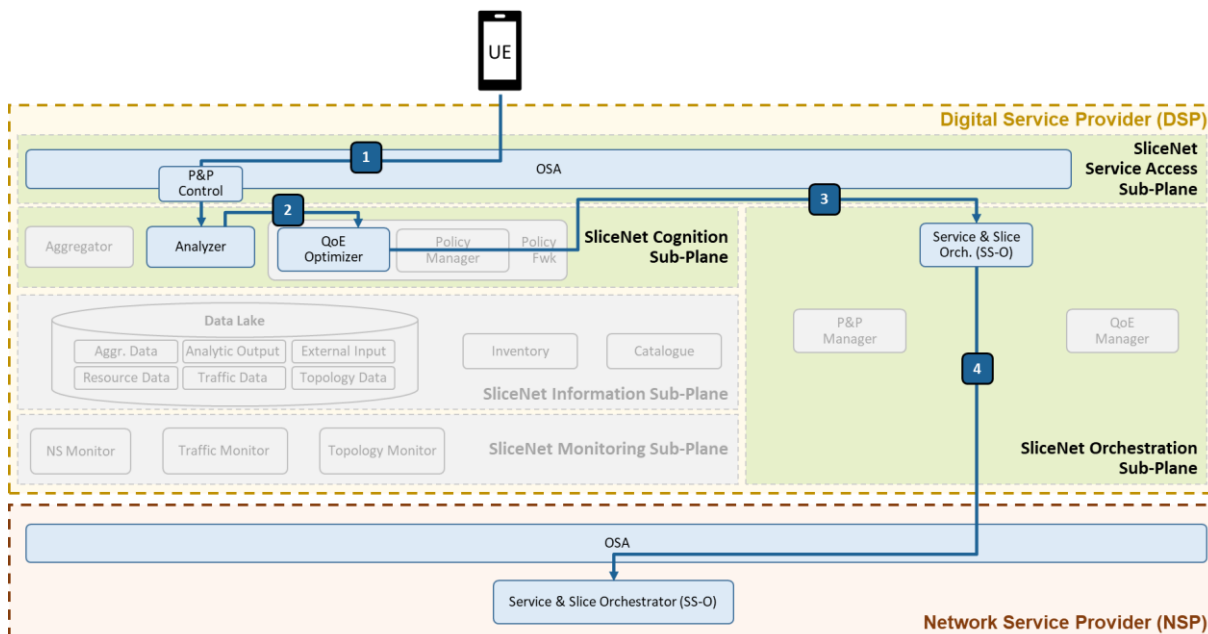 UE
Digital Service Provider (DSP)
1
OSA
SliceNet
Service Access
Sub-Plane
P&P
Control
2
3
Aggregator
Analyzer
QoE
Optimizer
Policy
Manager
Policy
Fwk
SliceNet Cognition
Sub-Plane
Service & Slice
Orch. (SS-O)
Data Lake
Aggr. Data
Analytic Output
External Input
Resource Data
Traffic Data
Topology Data
Inventory
Catalogue
SliceNet Information Sub-Plane
P&P
Manager
QoE
Manager
4
NS Monitor
Traffic Monitor
Topology Monitor
SliceNet Monitoring Sub-Plane
SliceNet Orchestration
Sub-Plane
OSA
Service & Slice Orchestrator (SS-O)
Network Service Provider (NSP)